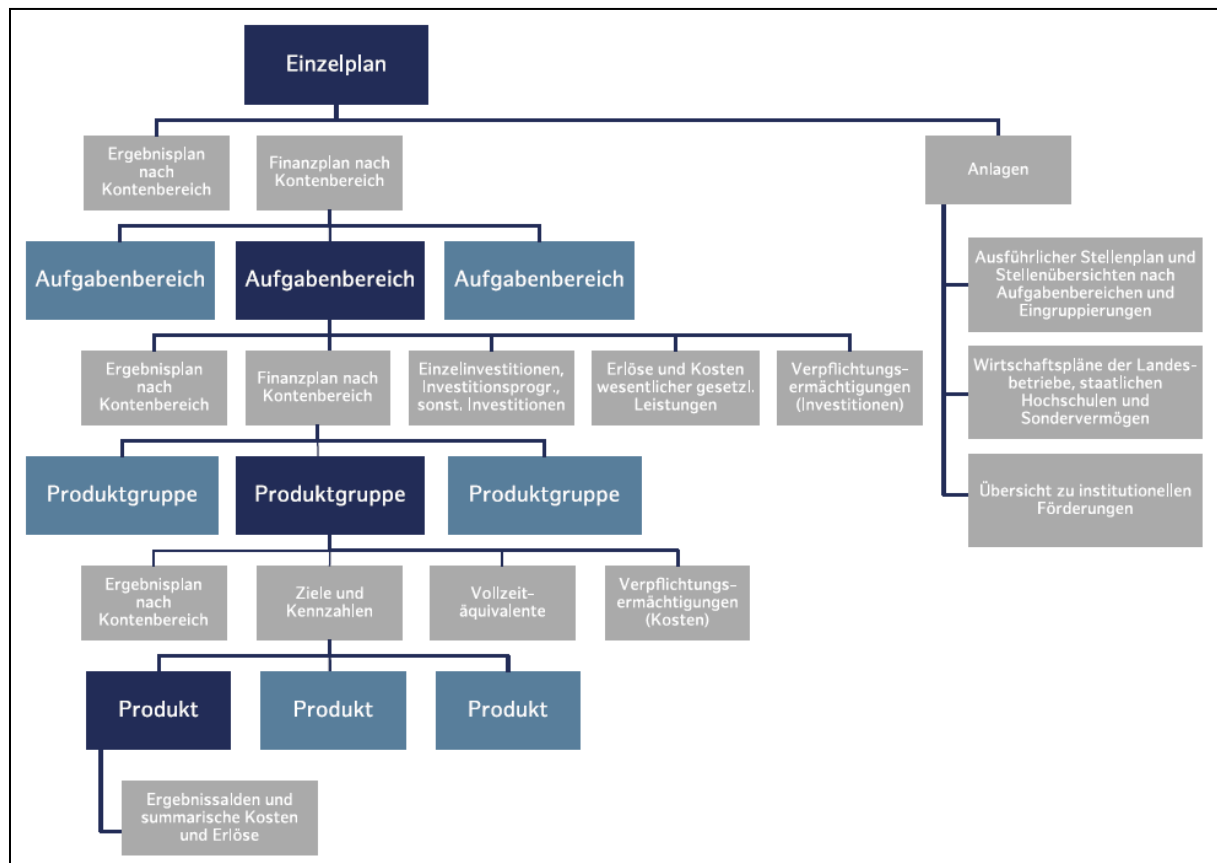 Einzelplan
Ergebnisplan
nach
Kontenbereich
Finanzplan nach
Kontenbereich
Anlagen
Aufgabenbereich
Aufgabenbereich
Aufgabenbereich
Ausführlicher Stellenplan und
Stellenübersichten nach
Aufgabenbereichen und
Eingruppierungen
Ergebnisplan
nach
Kontenbereich
Finanzplan nach
Kontenbereich
Einzelinvestitionen,
Investitionsprogr.,
sonst. Investitionen
Erlöse und Kosten
wesentlicher gesetzl.
Leistungen
Verpflichtungs-
ermächtigungen
(Investitionen)
Wirtschaftspläne der Landes-
betriebe, staatlichen
Hochschulen und
Sondervermögen
Produktgruppe
Produktgruppe
Produktgruppe
Übersicht zu institutionellen
Förderungen
Ergebnisplan
nach
Kontenbereich
Ziele und
Kennzahlen
Vollzeit-
äquivalente
Verpflichtungs-
ermächtigungen
(Kosten)
Produkt
Produkt
Produkt
Ergebnissalden und
summarische Kosten
und Erlöse